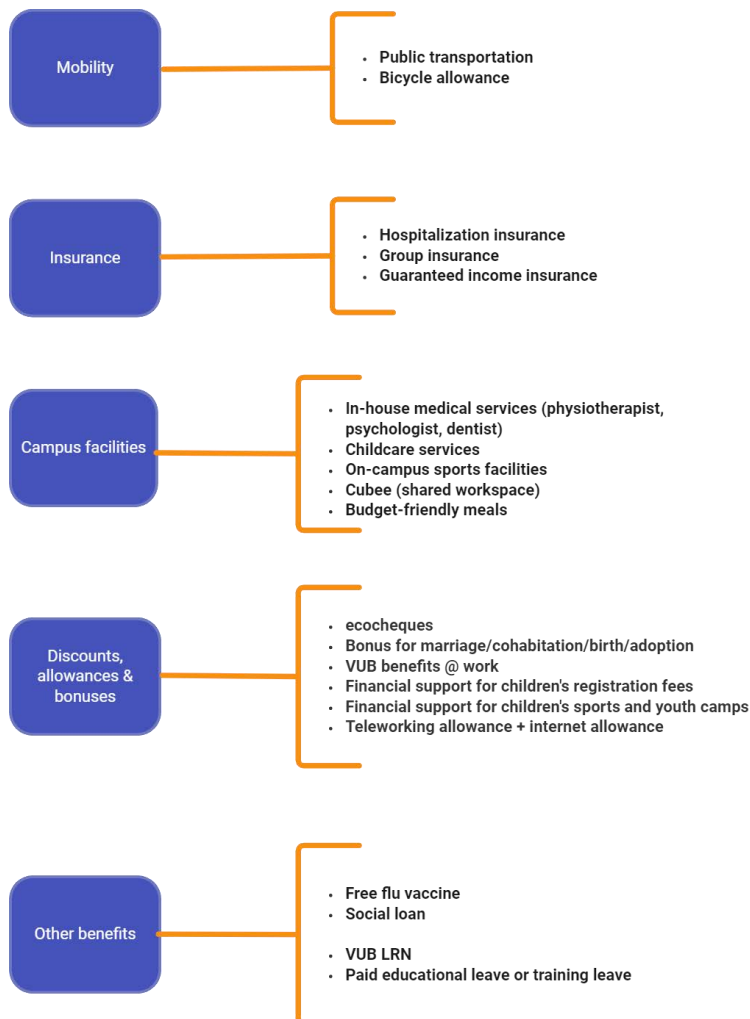 Mobility
• Public transportation
• Bicycle allowance
Insurance
• Hospitalization insurance
• Group insurance
• Guaranteed income insurance
Campus facilities
• In-house medical services (physiotherapist,
psychologist, dentist)
• Childcare services
• On-campus sports facilities
• Cubee (shared workspace)
• Budget-friendly meals
Discounts,
allowances &
bonuses
• ecocheques
• Bonus for marriage/cohabitation/birth/adoption
• VUB benefits @ work
• Financial support for children's registration fees
• Financial support for children's sports and youth camps
• Teleworking allowance + internet allowance
Other benefits
• Free flu vaccine
• Social loan
• VUB LRN
• Paid educational leave or training leave